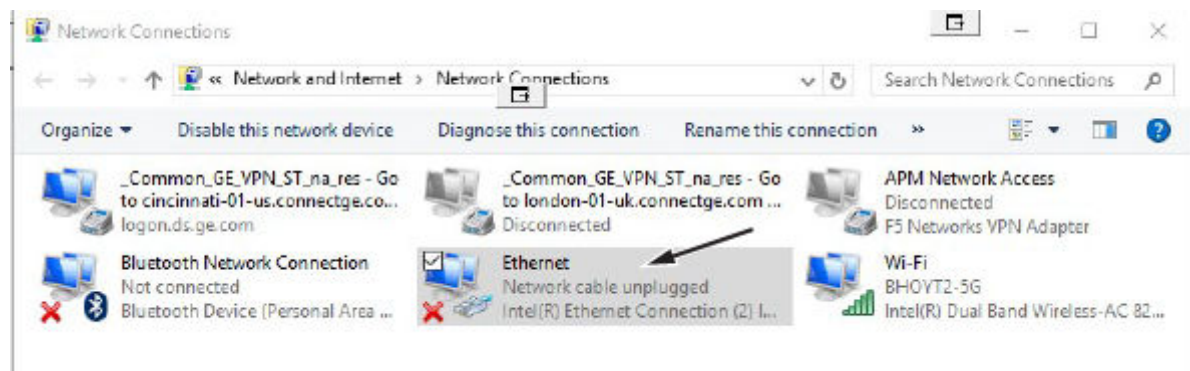 Network Connections
« Network and Internet > Network Connections
Search Network Connections
Organize
Disable this network device
Diagnose this connection
Rename this connection
»
_Common_GE_VPN_ST_na_res - Go
to cincinnati-01-us.connectge.co...
logon.ds.ge.com
_Common_GE_VPN_ST_na_res - Go
to london-01-uk.connectge.com ...
Disconnected
APM Network Access
Disconnected
F5 Networks VPN Adapter
Bluetooth Network Connection
Not connected
Bluetooth Device (Personal Area ...
Ethernet
Network cable unplugged
Intel(R) Ethernet Connection (2) I...
Wi-Fi
BHOYT2-5G
Intel(R) Dual Band Wireless-AC 82...